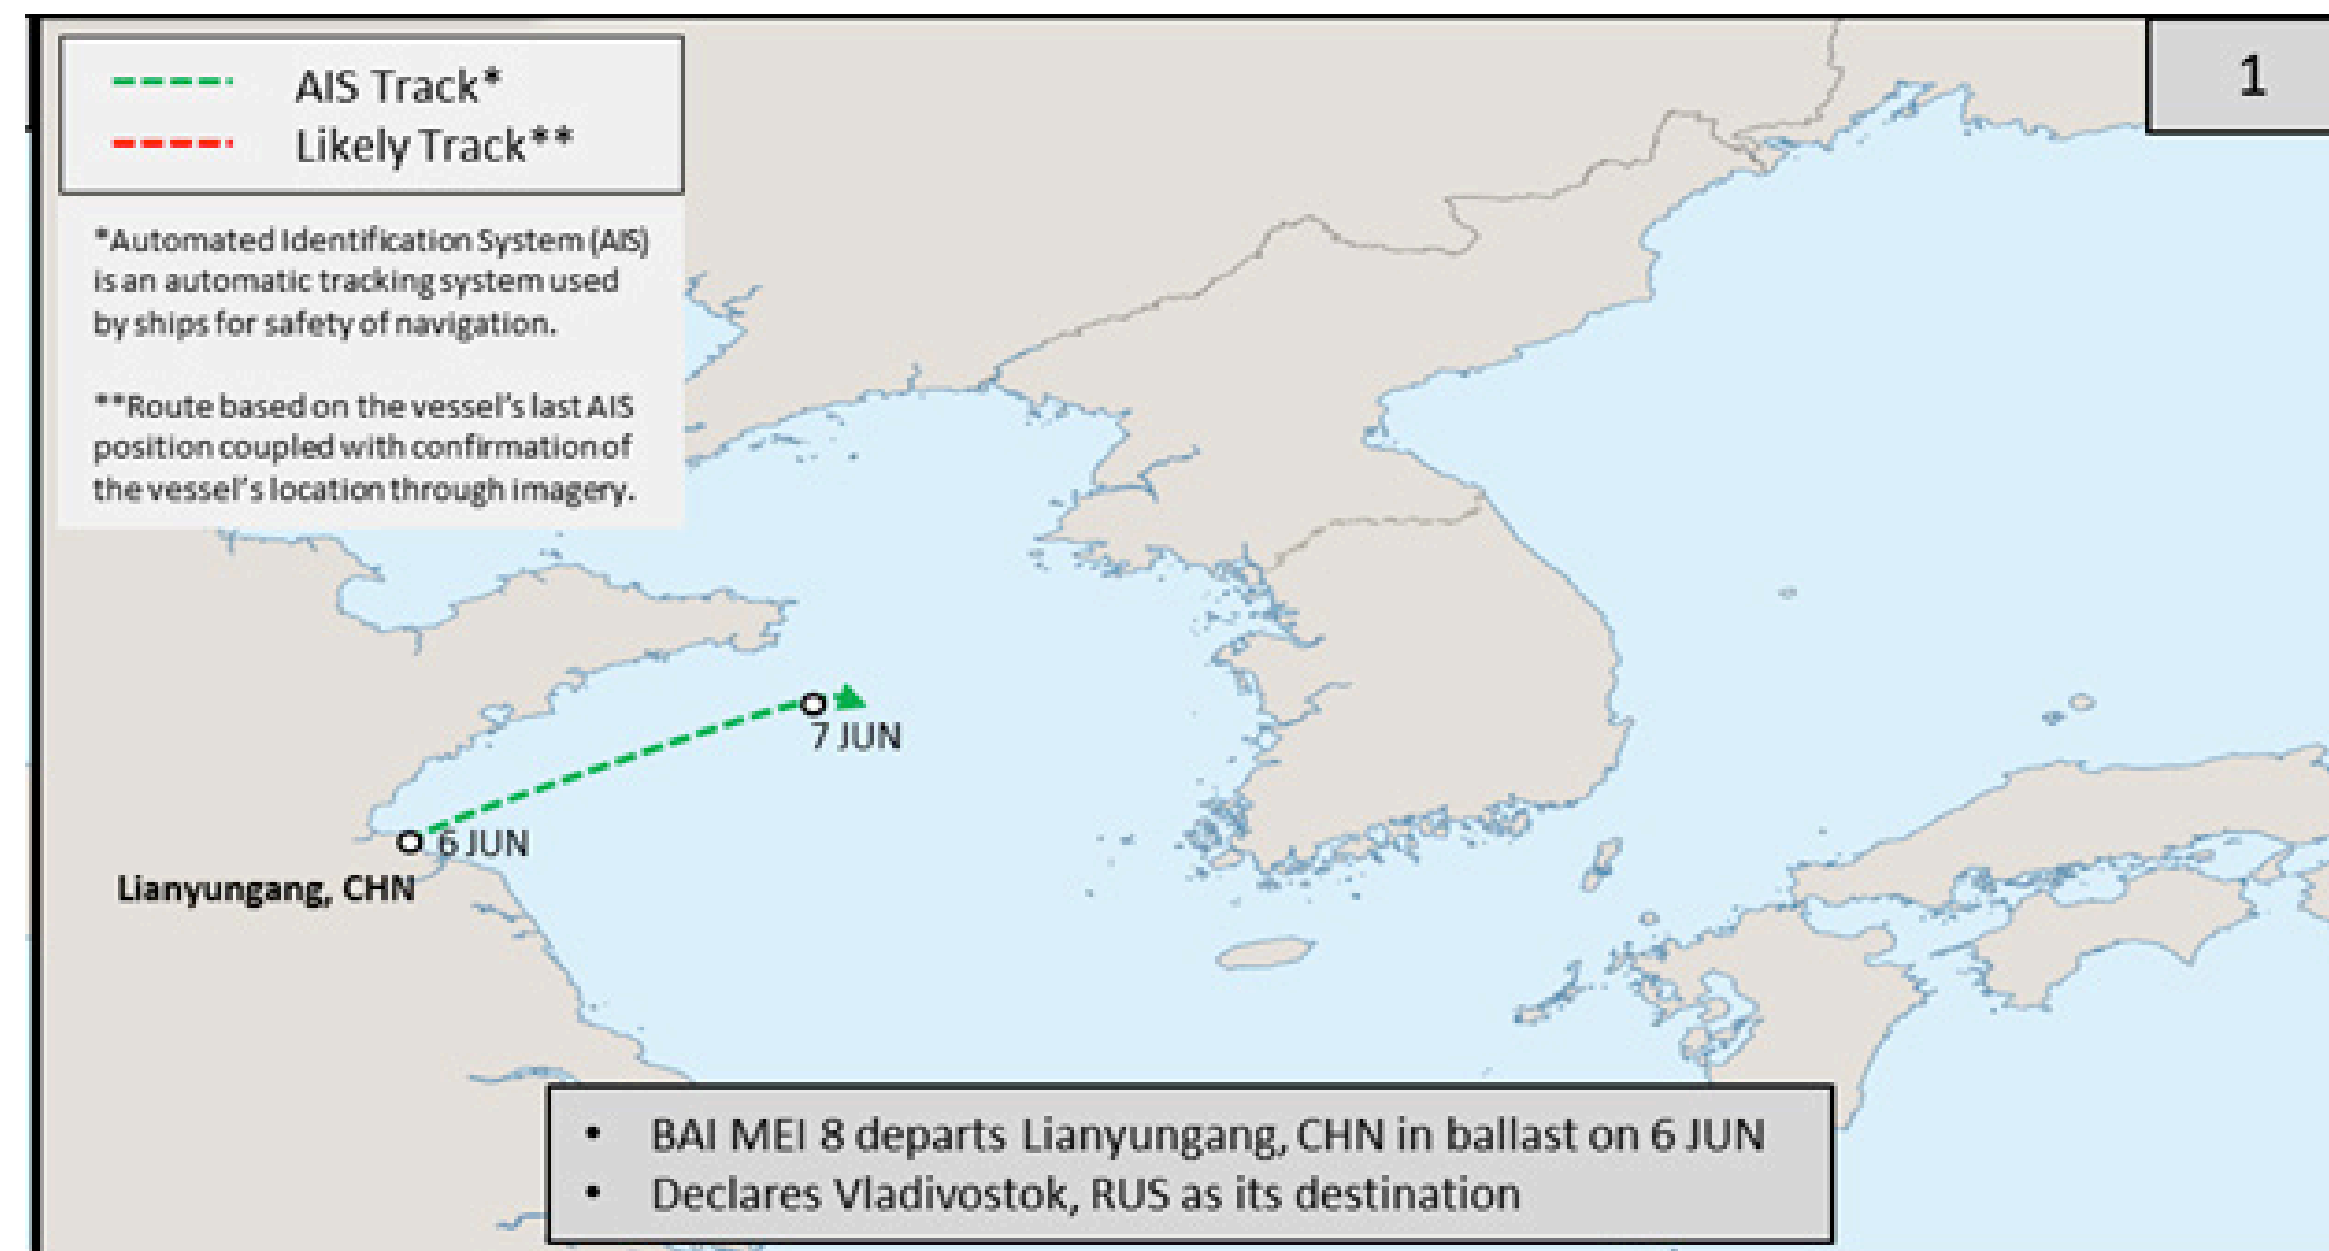 AIS Track*
Likely Track**
*Automated Identification System (AIS)
is an automatic tracking system used
by ships for safety of navigation.
**Route based on the vessel's last AIS
position coupled with confirmation of
the vessel's location through imagery.
1
7 JUN
6 JUN
Lianyungang, CHN
• BAI MEI 8 departs Lianyungang, CHN in ballast on 6 JUN
• Declares Vladivostok, RUS as its destination